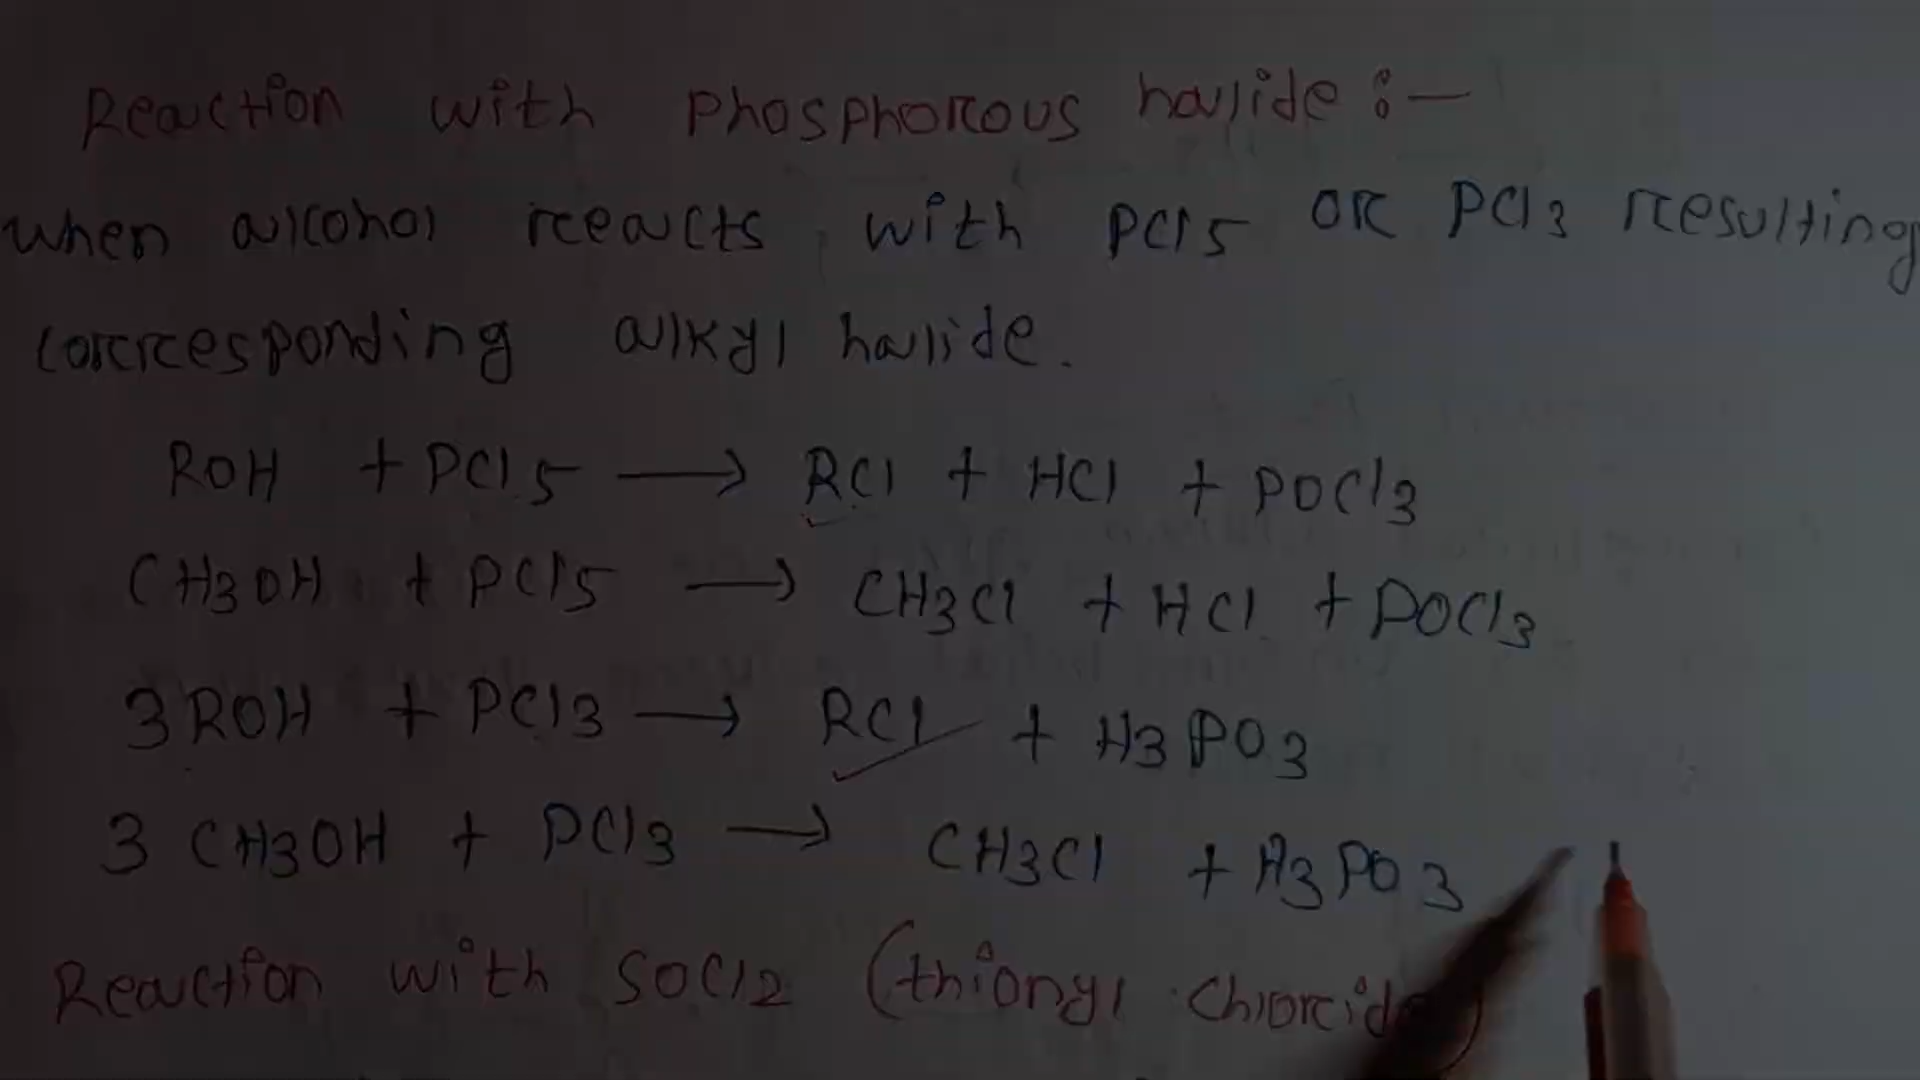 Reaction with Phosphorous halide :-
when alcohol reacts with PCl5 or PCl3 resulting
corresponding alkyl halide.
ROH + PCl5 → RCl + HCl + POCl3
CH3OH + PCl5 → CH3Cl + HCl + POCl3
3ROH + PCl3 → RCl + H3PO3
3 CH3OH + PCl3 → CH3Cl + H3PO3
Reaction with SOCl2 (thionyl chloride)